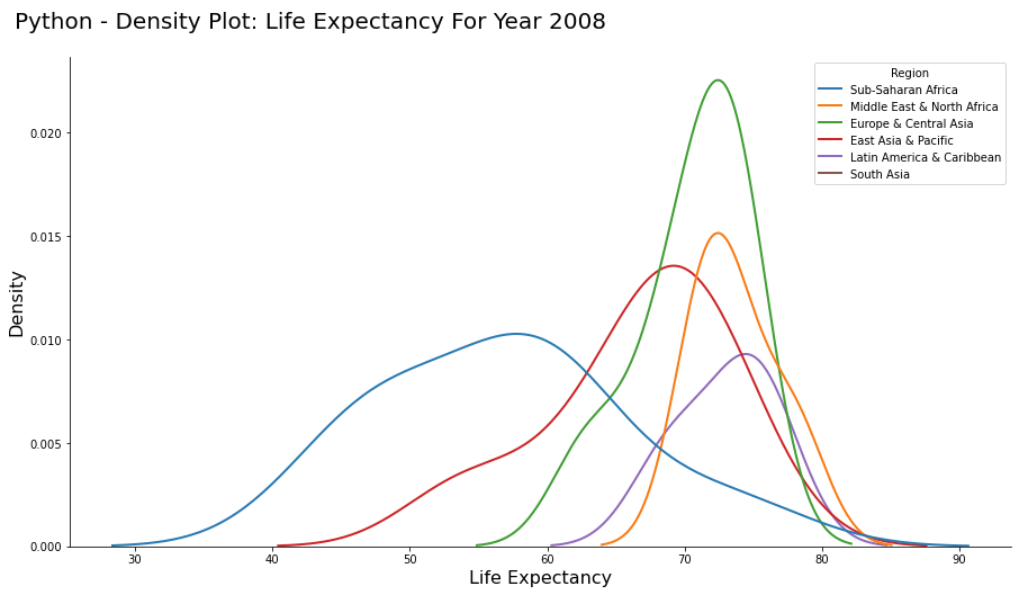 Python - Density Plot: Life Expectancy For Year 2008
Region
Sub-Saharan Africa
Middle East & North Africa
Europe & Central Asia
East Asia & Pacific
Latin America & Caribbean
South Asia
0.020
0.015
0.010
0.005
0.000
Density
30 40 50 60 70 80 90
Life Expectancy